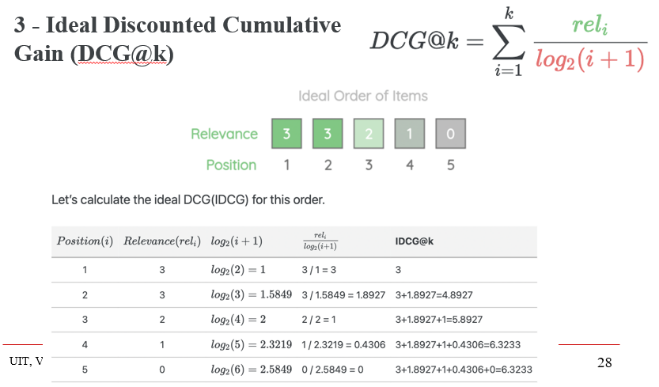 3 - Ideal Discounted Cumulative
Gain (DCG@k)
DCG@k = \sum_{i=1}^{k} \frac{rel_i}{log_2(i + 1)}
Ideal Order of Items
Relevance 3 3 2 1 0
Position 1 2 3 4 5
Let's calculate the ideal DCG(IDCG) for this order.
Position(i) Relevance(rel_i) log_2(i + 1) \frac{rel_i}{log_2(i+1)} IDCG@k
1 3 log_2(2) = 1 3 / 1 = 3 3
2 3 log_2(3) = 1.5849 3 / 1.5849 = 1.8927 3+1.8927=4.8927
3 2 log_2(4) = 2 2 / 2 = 1 3+1.8927+1=5.8927
4 1 log_2(5) = 2.3219 1 / 2.3219 = 0.4306 3+1.8927+1+0.4306=6.3233
5 0 log_2(6) = 2.5849 0 / 2.5849 = 0 3+1.8927+1+0.4306+0=6.3233
UIT, V
28